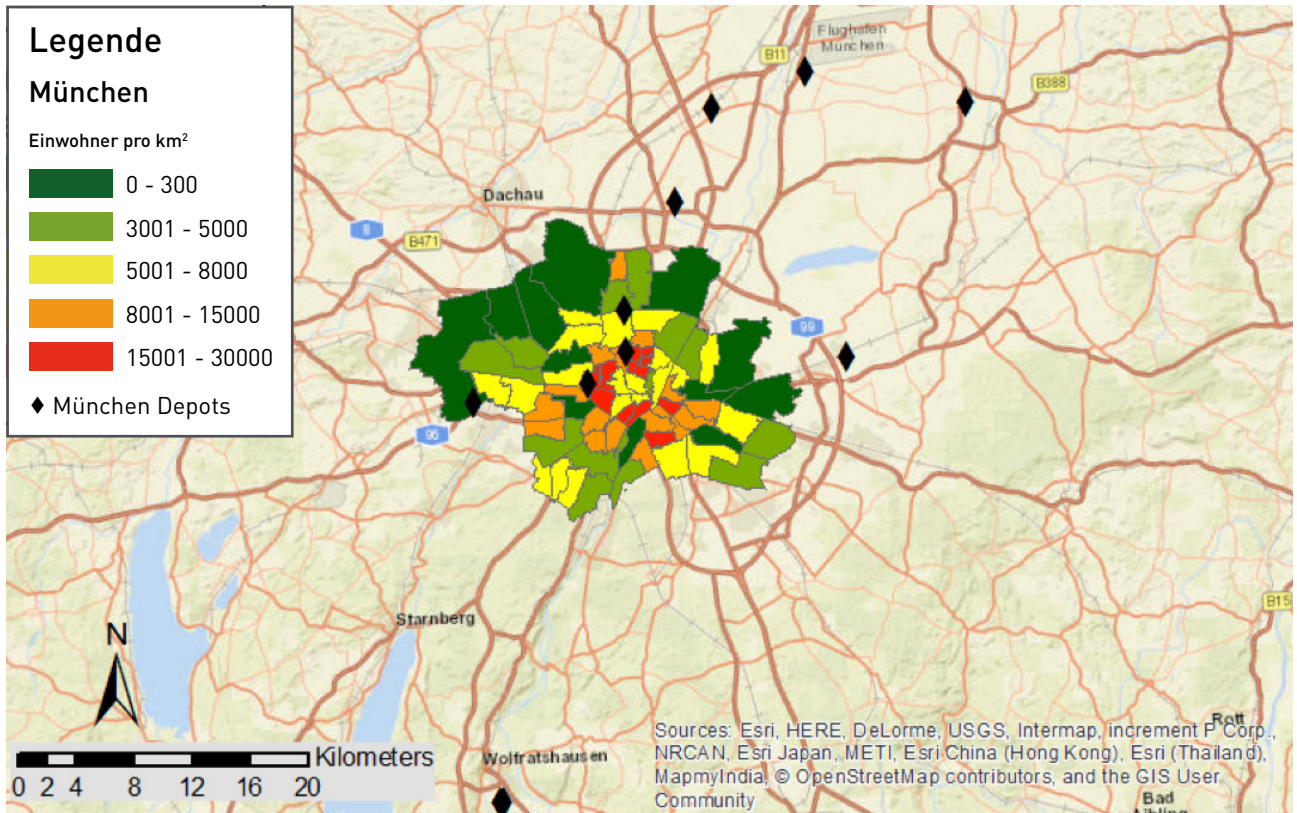 Legende
München
Einwohner pro km²
0 - 300
3001 - 5000
5001 - 8000
8001 - 15000
15001 - 30000
München Depots
Flughafen
München
B11
B388
Dachau
8
B471
99
96
Starnberg
B15
N
Kilometers
0 2 4 8 12 16 20
Wolfratshausen
Rott
Sources: Esri, HERE, DeLorme, USGS, Intermap, increment P Corp.,
NRCAN, Esri Japan, METI, Esri China (Hong Kong), Esri (Thailand),
MapmyIndia, © OpenStreetMap contributors, and the GIS User
Community
Bad
Aibling